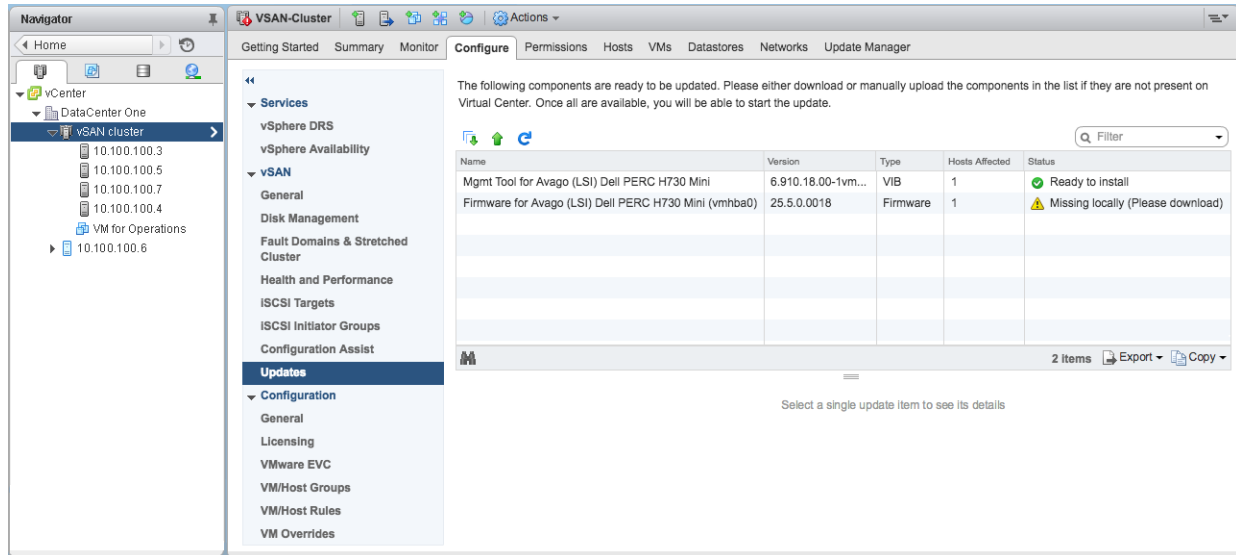 Navigator
Home
vCenter
DataCenter One
vSAN cluster
10.100.100.3
10.100.100.5
10.100.100.7
10.100.100.4
VM for Operations
10.100.100.6
VSAN-Cluster Actions
Getting Started Summary Monitor Configure Permissions Hosts VMs Datastores Networks Update Manager
Services
vSphere DRS
vSphere Availability
vSAN
General
Disk Management
Fault Domains & Stretched
Cluster
Health and Performance
iSCSI Targets
iSCSI Initiator Groups
Configuration Assist
Updates
Configuration
General
Licensing
VMware EVC
VM/Host Groups
VM/Host Rules
VM Overrides
The following components are ready to be updated. Please either download or manually upload the components in the list if they are not present on
Virtual Center. Once all are available, you will be able to start the update.
Filter
Name Version Type Hosts Affected Status
Mgmt Tool for Avago (LSI) Dell PERC H730 Mini 6.910.18.00-1vm... VIB 1 Ready to install
Firmware for Avago (LSI) Dell PERC H730 Mini (vmhba0) 25.5.0.0018 Firmware 1 Missing locally (Please download)
2 items Export Copy
Select a single update item to see its details